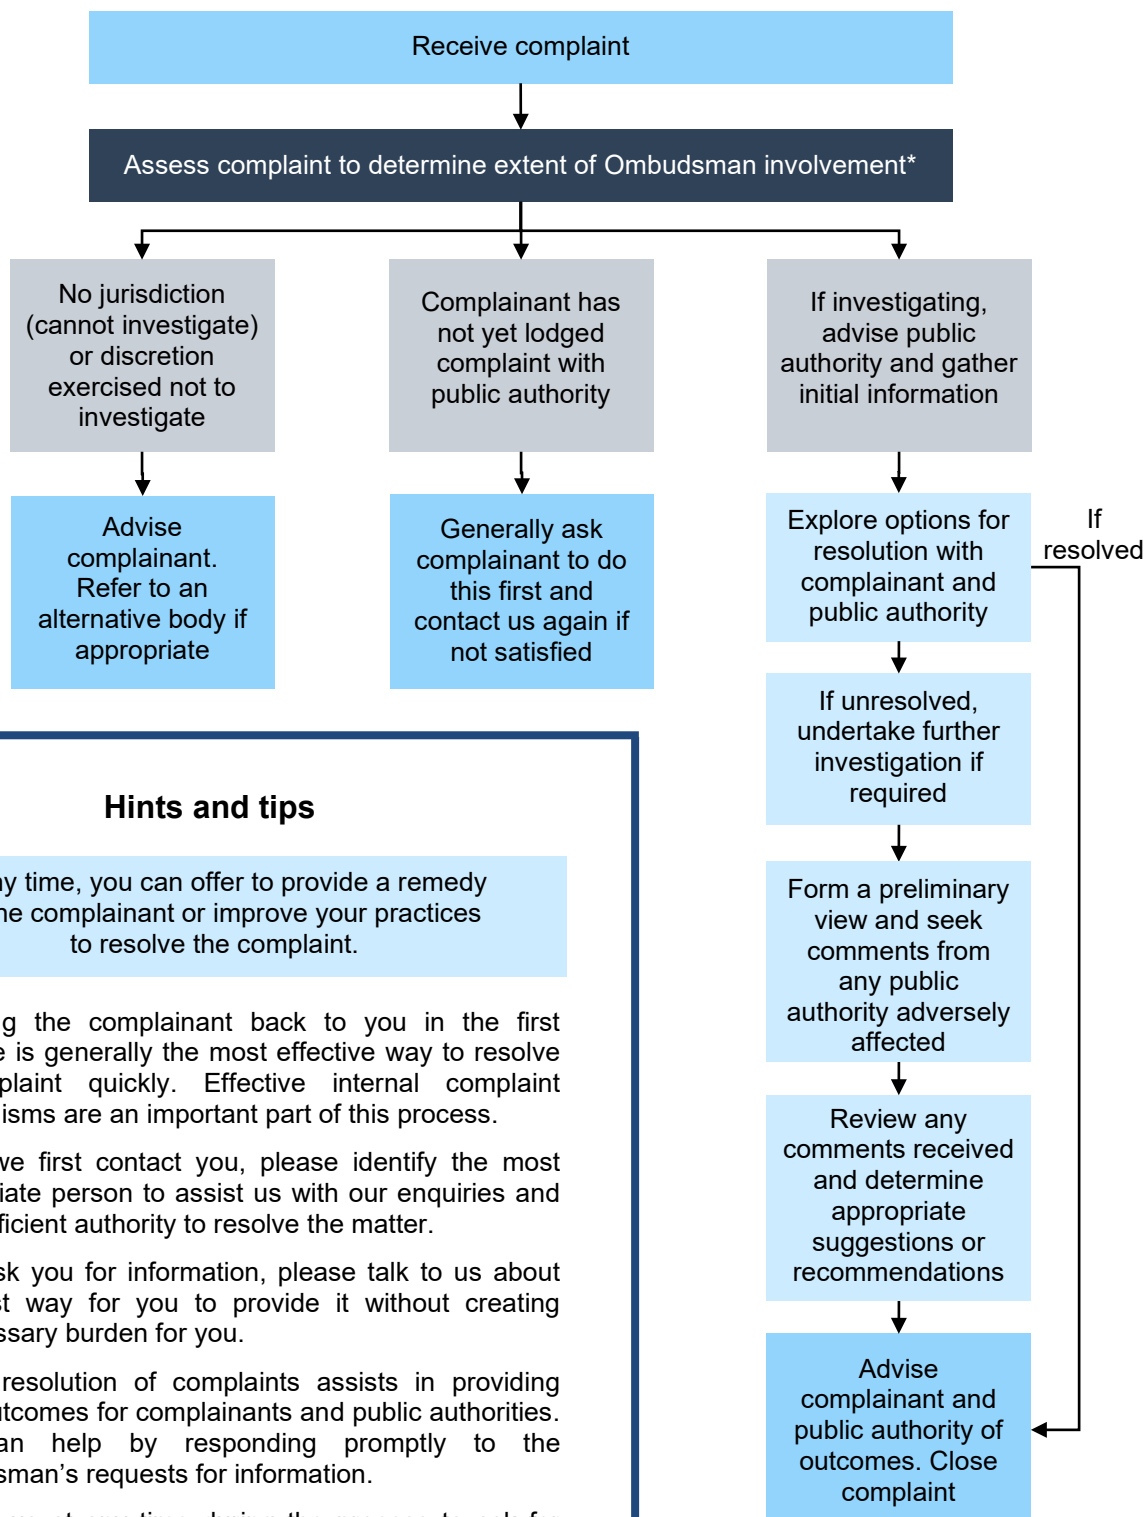 Receive complaint
Assess complaint to determine extent of Ombudsman involvement*
No jurisdiction
(cannot investigate)
or discretion
exercised not to
investigate
Complainant has
not yet lodged
complaint with
public authority
If investigating,
advise public
authority and gather
initial information
Advise
complainant.
Refer to an
alternative body if
appropriate
Generally ask
complainant to do
this first and
contact us again if
not satisfied
Explore options for
resolution with
complainant and
public authority
If
resolved
If unresolved,
undertake further
investigation if
required
Form a preliminary
view and seek
comments from
any public
authority adversely
affected
Review any
comments received
and determine
appropriate
suggestions or
recommendations
Advise
complainant and
public authority of
outcomes. Close
complaint
Hints and tips
time, you can offer to provide a remedy
complainant or improve your practices
to resolve the complaint.
the complainant back to you in the first
is generally the most effective way to resolve
quickly. Effective internal complaint
are an important part of this process.
we first contact you, please identify the most
person to assist us with our enquiries and
authority to resolve the matter.
you for information, please talk to us about
way for you to provide it without creating
burden for you.
resolution of complaints assists in providing
for complainants and public authorities.
help by responding promptly to the
requests for information.